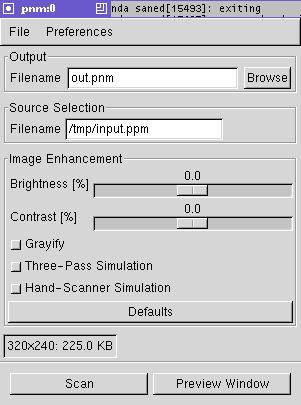 pnm:0
nda saned[15493]: exiting
File Preferences
Output
Filename out.pnm Browse
Source Selection
Filename /tmp/input.ppm
Image Enhancement
0.0
Brightness [%]
0.0
Contrast [%]
Grayify
Three-Pass Simulation
Hand-Scanner Simulation
Defaults
320x240: 225.0 KB
Scan Preview Window